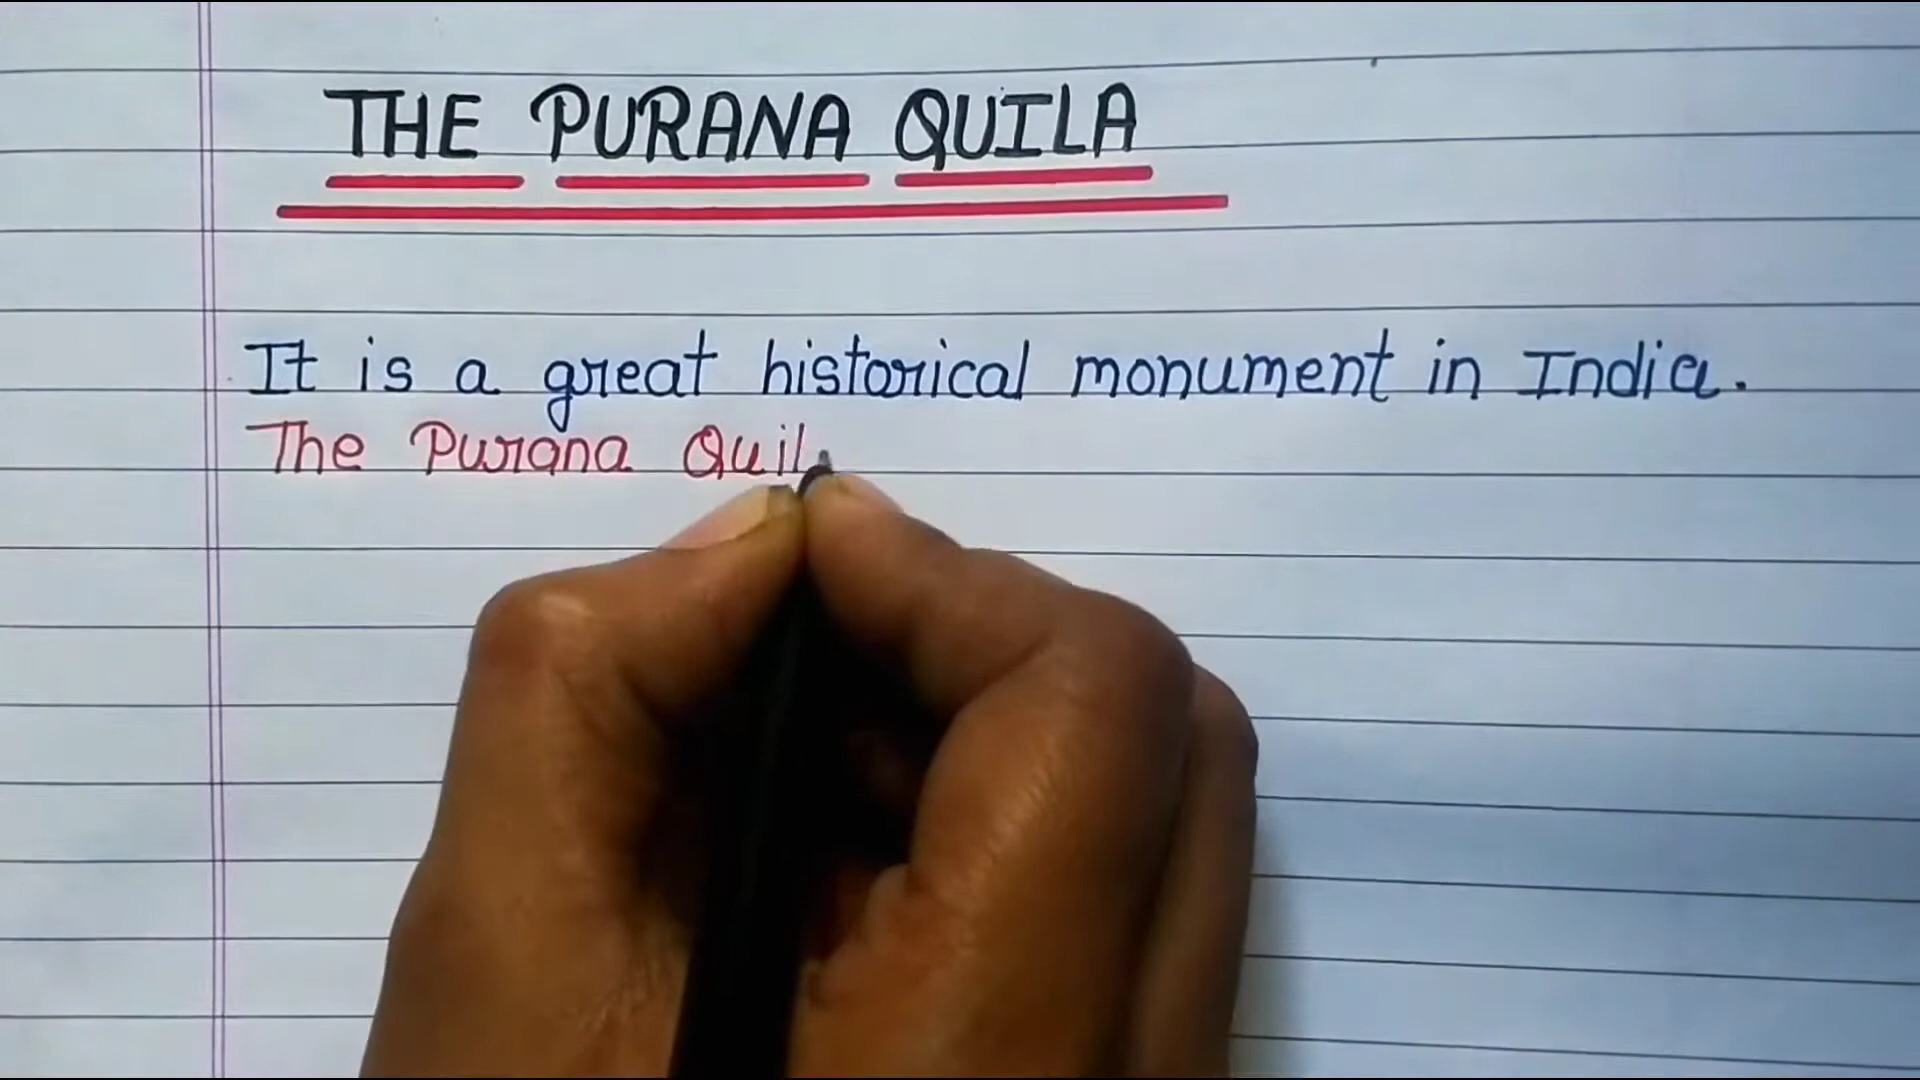 THE PURANA QUILA
It is a great historical monument in India.
The Purana Quil